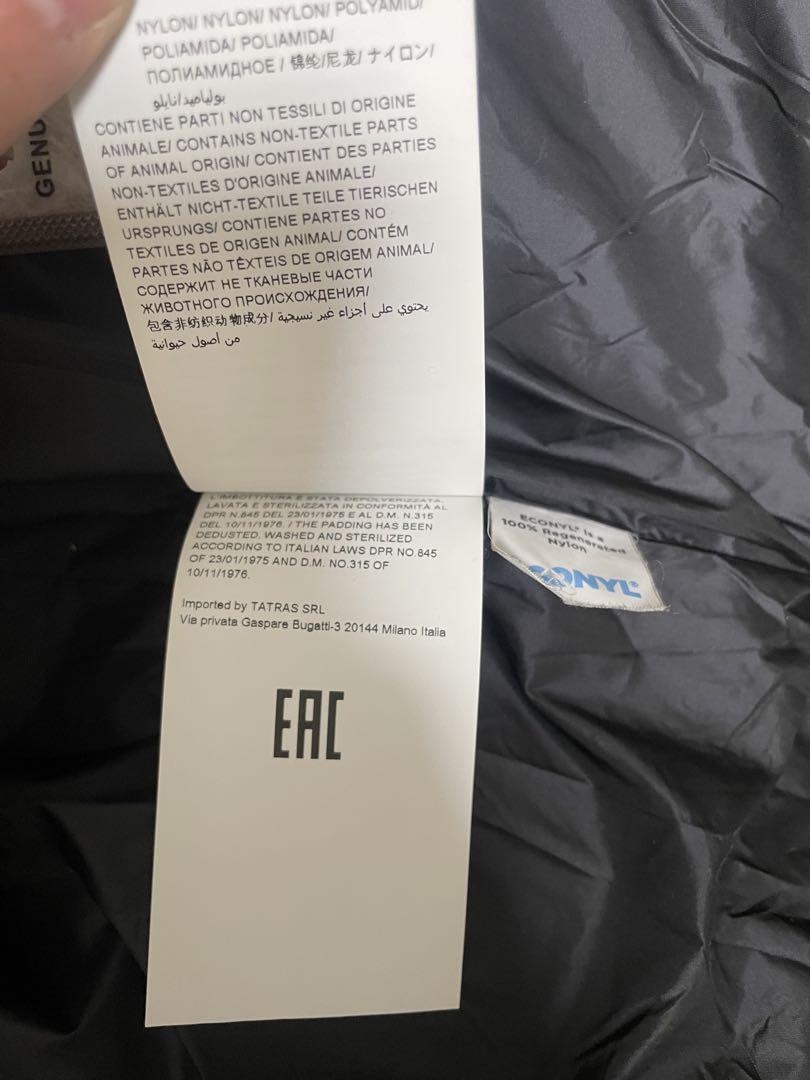 GEND
NYLON/ NYLON/ NYLON/ POLYAMID/
POLIAMIDA/ POLIAMIDA/
ПОЛИАМИДНОЕ / 锦纶/尼龙/ ナイロン/
بولياميد/نايلو
CONTIENE PARTI NON TESSILI DI ORIGINE
ANIMALE/ CONTAINS NON-TEXTILE PARTS
OF ANIMAL ORIGIN/ CONTIENT DES PARTIES
NON-TEXTILES D'ORIGINE ANIMALE/
ENTHÄLT NICHT-TEXTILE TEILE TIERISCHEN
URSPRUNGS/ CONTIENE PARTES NO
TEXTILES DE ORIGEN ANIMAL/ CONTÉM
PARTES NÃO TÊXTEIS DE ORIGEM ANIMAL/
СОДЕРЖИТ НЕ ТКАНЕВЫЕ ЧАСТИ
ЖИВОТНОГО ПРОИСХОЖДЕНИЯ/
包含非纺织动物成分/ يحتوي على أجزاء غير نسيجية
من أصول حيوانية
L'IMBOTTITURA È STATA DEPOLVERIZZATA,
LAVATA E STERILIZZATA IN CONFORMITÀ AL
DPR N.845 DEL 23/01/1975 E AL D.M. N.315
DEL 10/11/1976. / THE PADDING HAS BEEN
DEDUSTED, WASHED AND STERILIZED
ACCORDING TO ITALIAN LAWS DPR NO.845
OF 23/01/1975 AND D.M. NO.315 OF
10/11/1976.
Imported by TATRAS SRL
Via privata Gaspare Bugatti-3 20144 Milano Italia
EAC
ECONYL® is a
100% Regenerated
Nylon
ONYL®